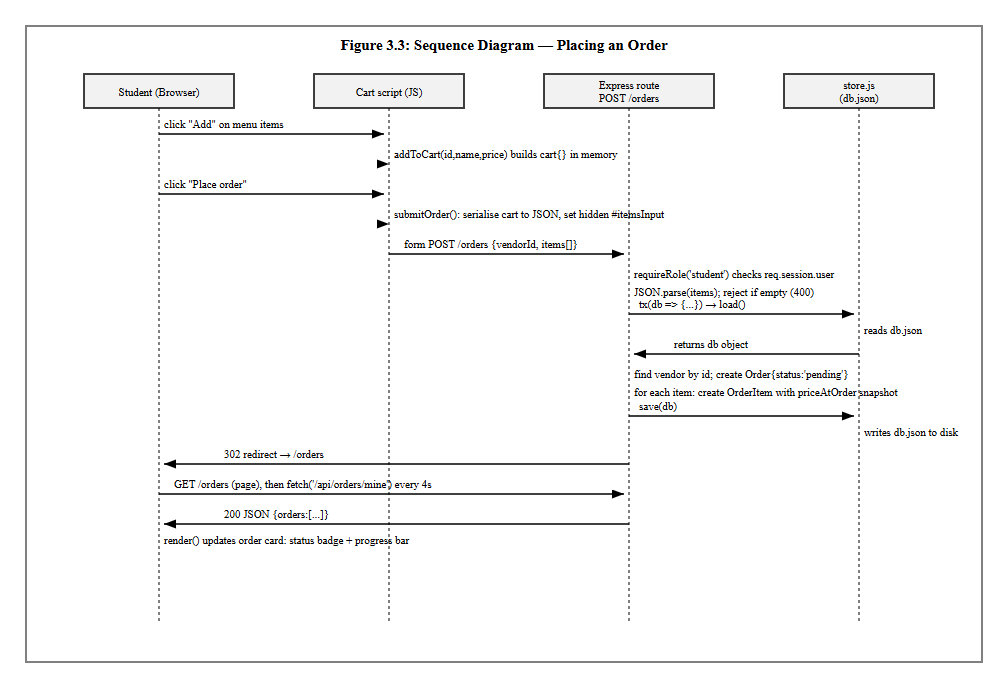 Figure 3.3: Sequence Diagram — Placing an Order
Student (Browser)
Cart script (JS)
Express route
POST /orders
store.js
(db.json)
click "Add" on menu items
addToCart(id,name,price) builds cart{} in memory
click "Place order"
submitOrder(): serialise cart to JSON, set hidden #itemsInput
form POST /orders {vendorId, items[]}
requireRole('student') checks req.session.user
JSON.parse(items); reject if empty (400)
tx(db => {...}) → load()
reads db.json
returns db object
find vendor by id; create Order{status:'pending'}
for each item: create OrderItem with priceAtOrder snapshot
save(db)
writes db.json to disk
302 redirect → /orders
GET /orders (page), then fetch('/api/orders/mine') every 4s
200 JSON {orders:[...]}
render() updates order card: status badge + progress bar